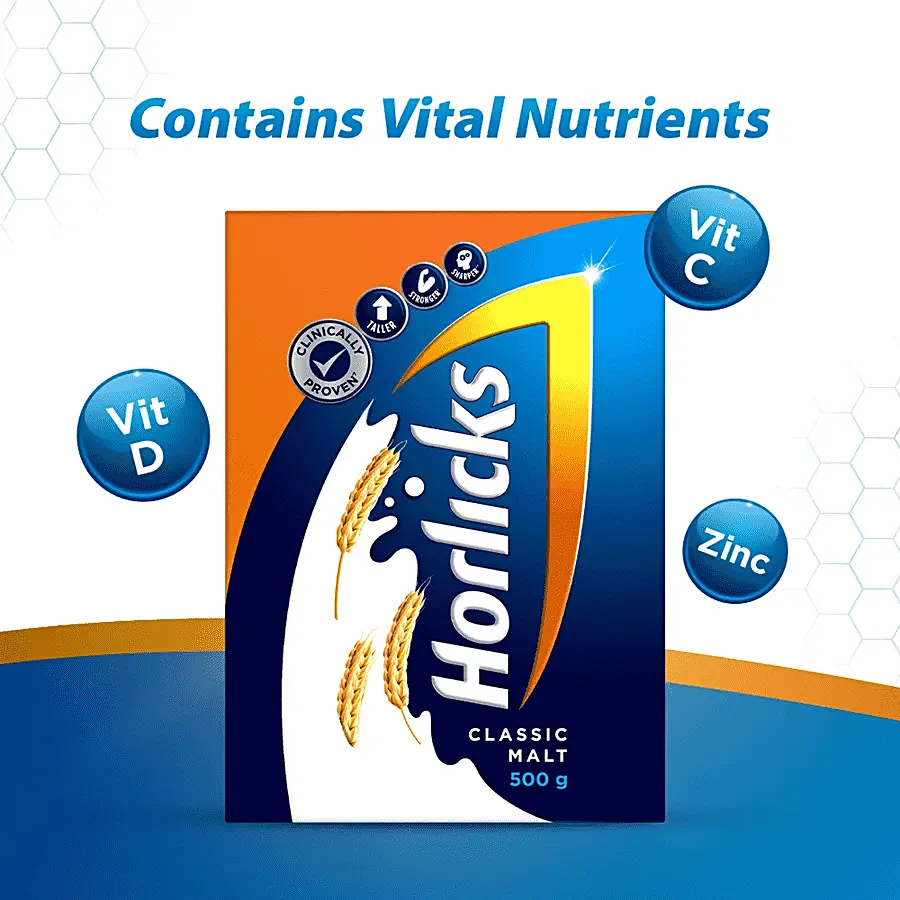 Contains Vital Nutrients
Vit
C
SHARPER
STRONGER
TALLER
CLINICALLY
PROVEN
Vit
D
Horlicks
Zinc
CLASSIC
MALT
500 g